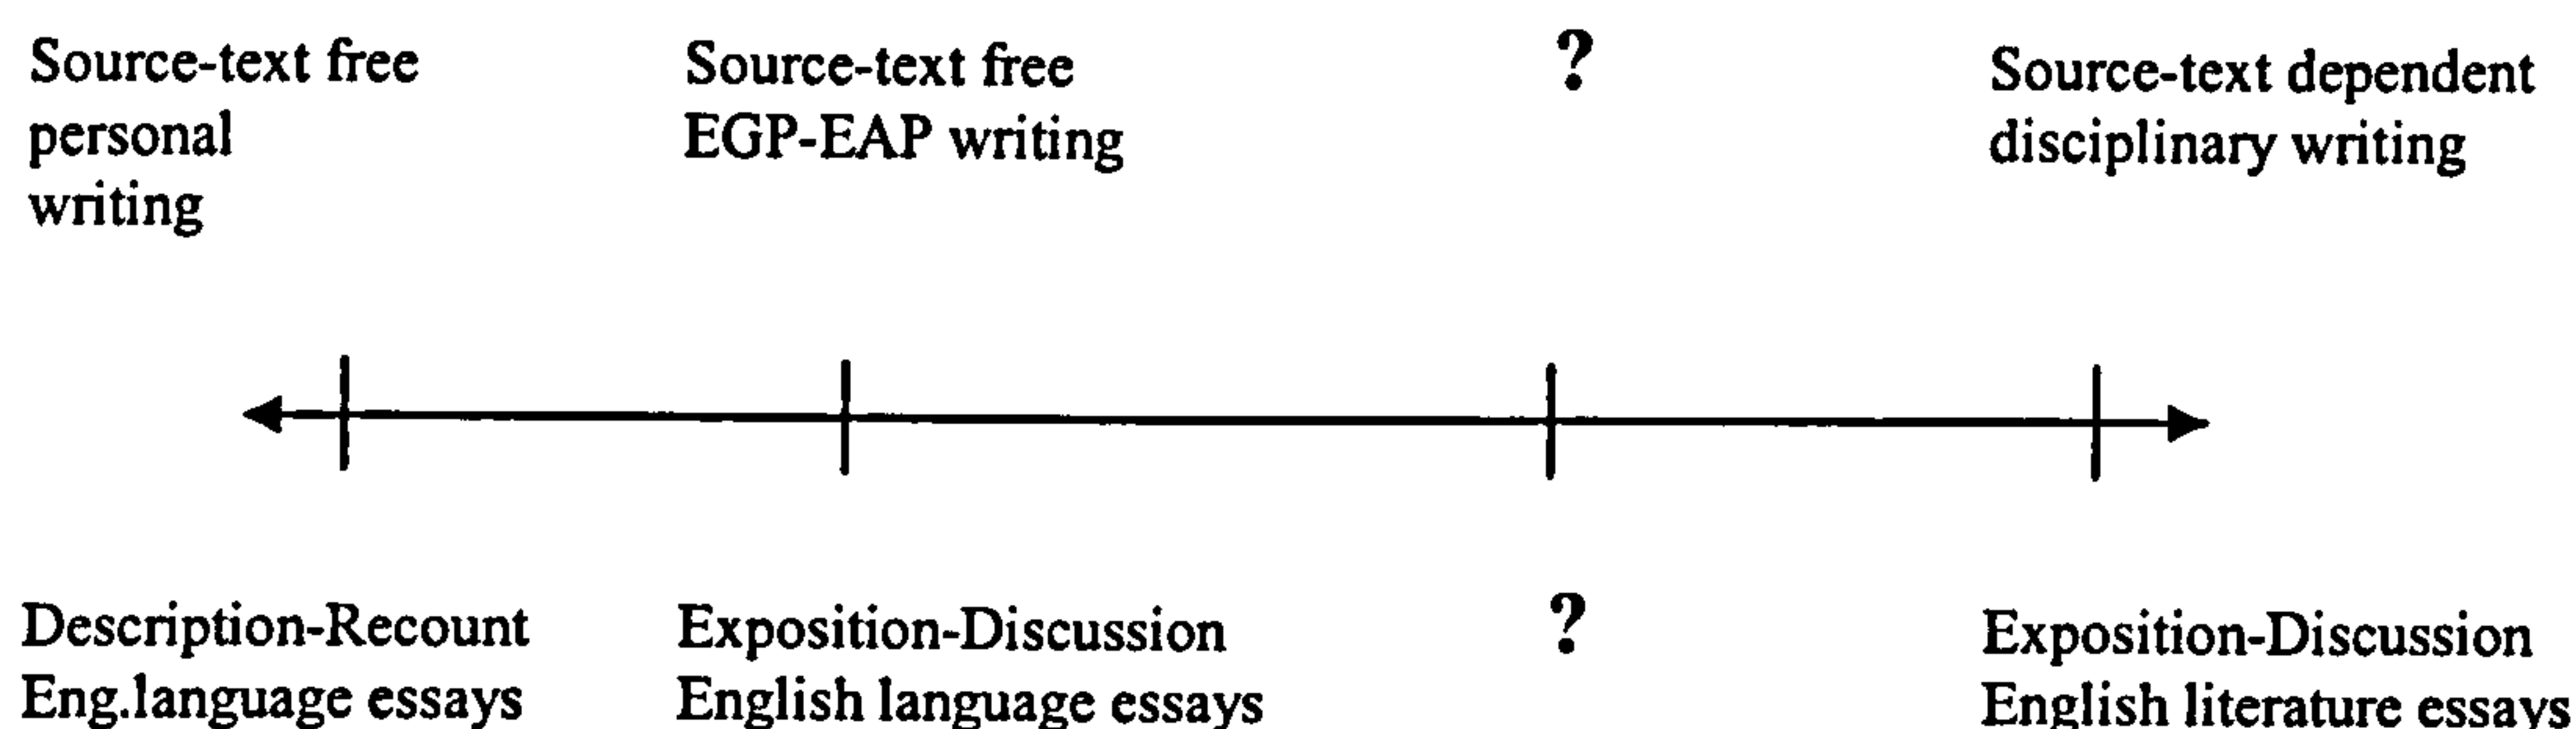 Source-text free
personal
writing
Source-text free
EGP-EAP writing
?
Source-text dependent
disciplinary writing
Description-Recount
Eng.language essays
Exposition-Discussion
English language essays
?
Exposition-Discussion
English literature essays